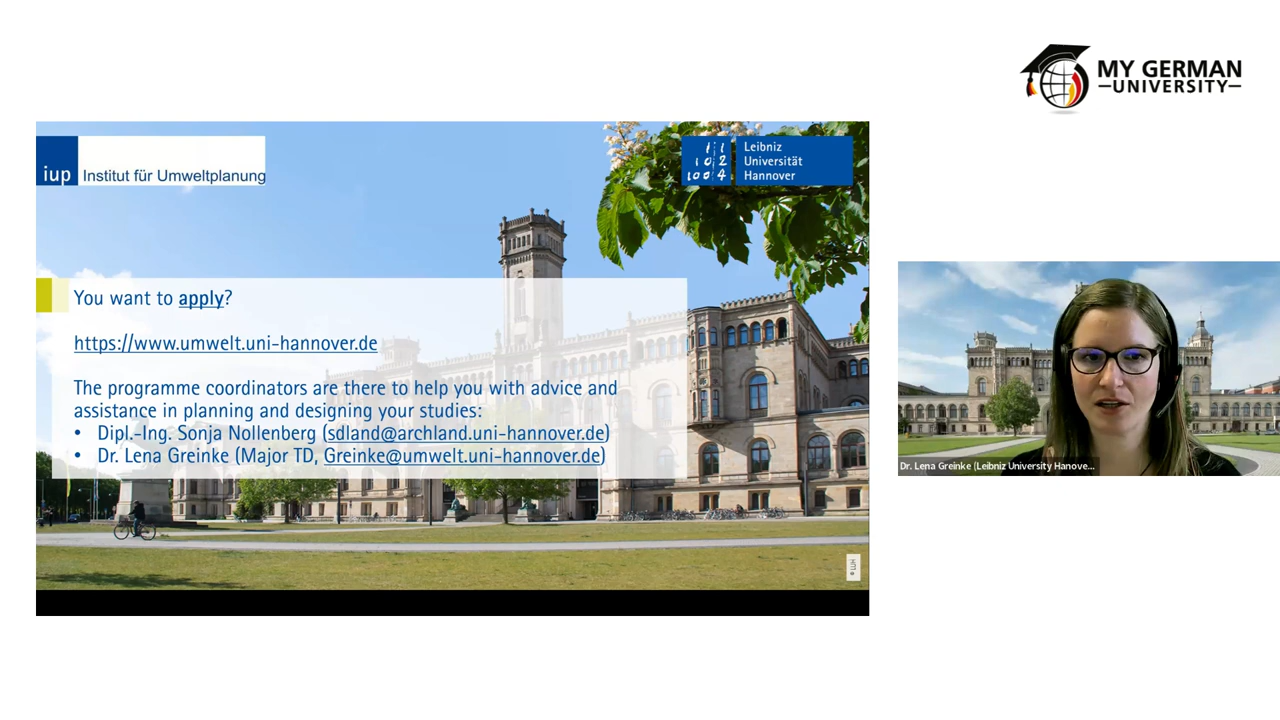 MY GERMAN
UNIVERSITY
iup Institut für Umweltplanung
Leibniz
Universität
Hannover
You want to apply?
https://www.umwelt.uni-hannover.de
The programme coordinators are there to help you with advice and
assistance in planning and designing your studies:
• Dipl.-Ing. Sonja Nollenberg (sdland@archland.uni-hannover.de)
• Dr. Lena Greinke (Major TD, Greinke@umwelt.uni-hannover.de)
Dr. Lena Greinke (Leibniz University Hanove...